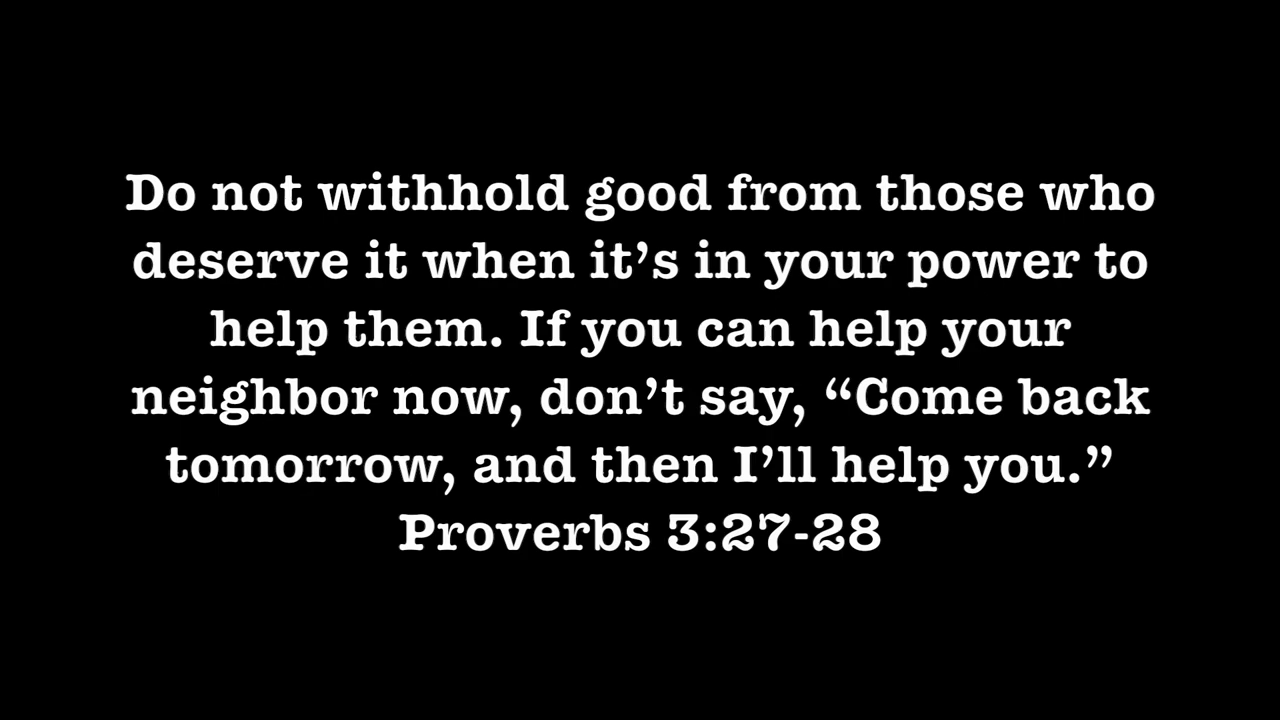 Do not withhold good from those who
deserve it when it’s in your power to
help them. If you can help your
neighbor now, don’t say, “Come back
tomorrow, and then I’ll help you.”
Proverbs 3:27-28